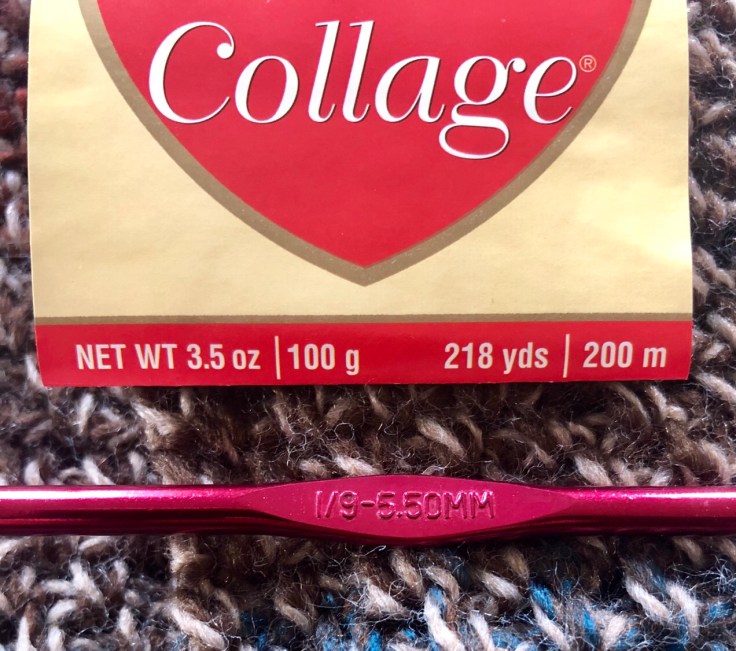 Collage®
NET WT 3.5 oz | 100 g 218 yds | 200 m
I/9-5.50MM